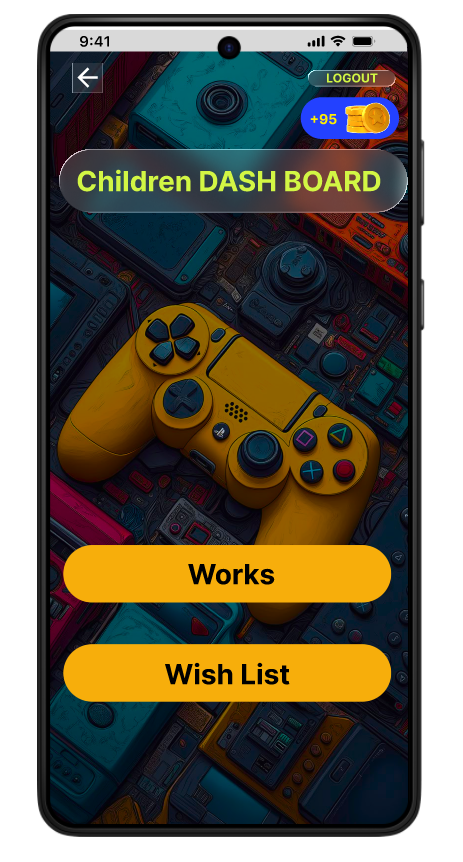 9:41
LOGOUT
+95
Children DASH BOARD
Works
Wish List